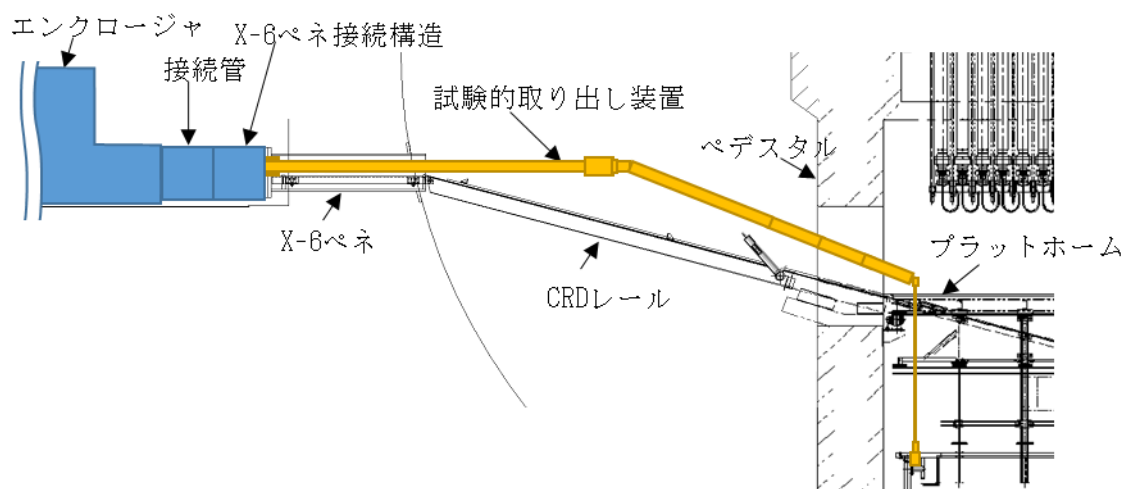 エンクロージャ
X-6ペネ接続構造
接続管
試験的取り出し装置
ペデスタル
X-6ペネ
プラットホーム
CRDレール